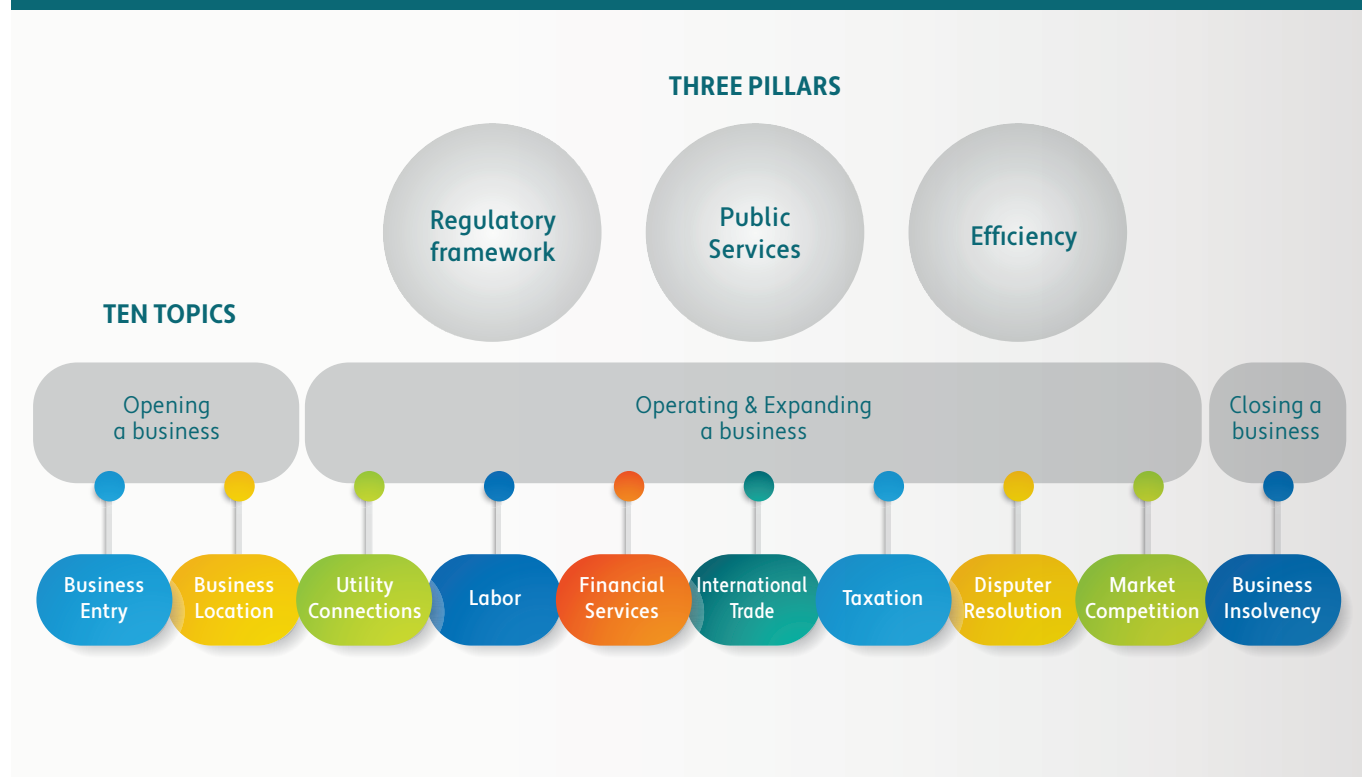 THREE PILLARS
Regulatory
framework
Public
Services
Efficiency
TEN TOPICS
Opening
a business
Operating & Expanding
a business
Closing a
business
Business
Entry
Business
Location
Utility
Connections
Labor
Financial
Services
International
Trade
Taxation
Disputer
Resolution
Market
Competition
Business
Insolvency